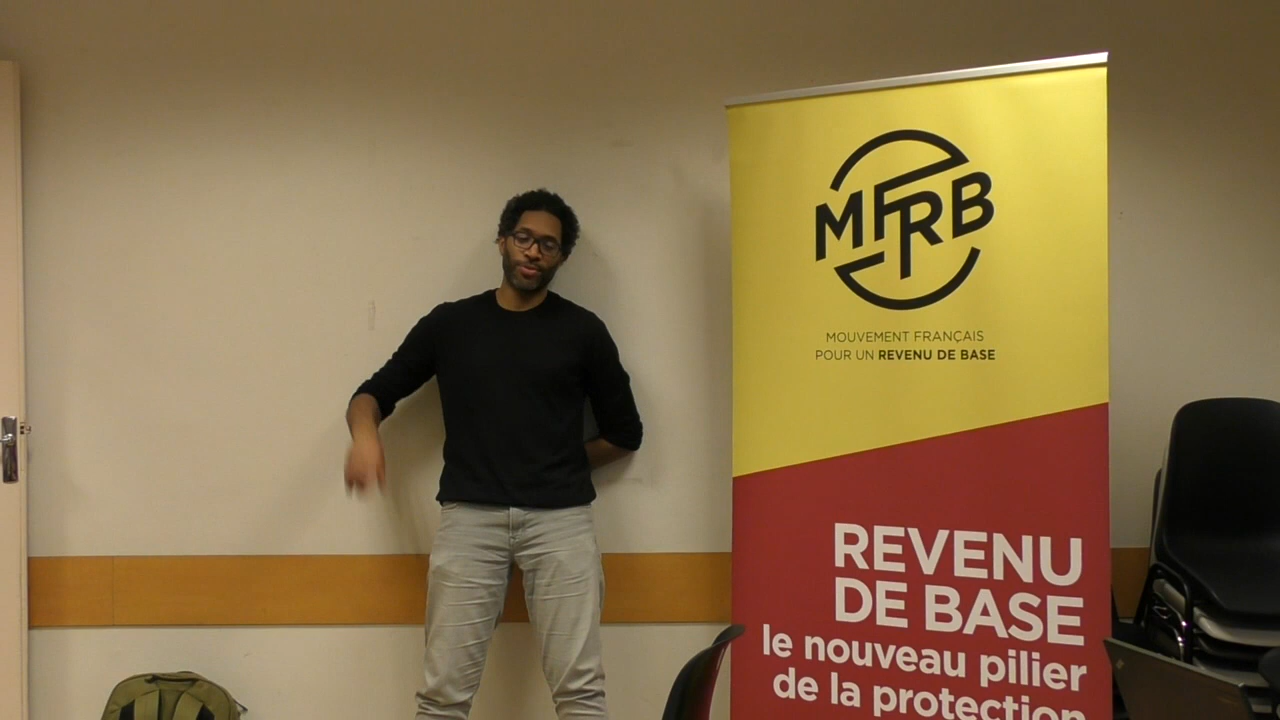 MFRB
MOUVEMENT FRANÇAIS
POUR UN REVENU DE BASE
REVENU
DE BASE
le nouveau pilier
de la protection